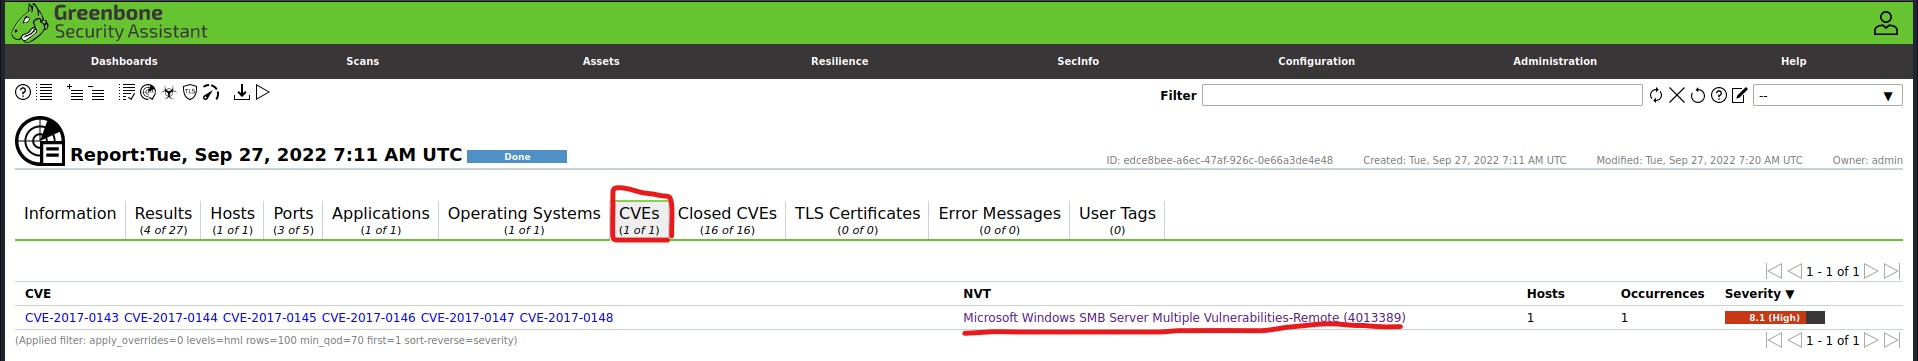 Greenbone
Security Assistant
Dashboards Scans Assets Resilience SecInfo Configuration Administration Help
Filter --
Report:Tue, Sep 27, 2022 7:11 AM UTC Done ID: edce8bee-a6ec-47af-926c-0e66a3de4e48 Created: Tue, Sep 27, 2022 7:11 AM UTC Modified: Tue, Sep 27, 2022 7:20 AM UTC Owner: admin
Information Results Hosts Ports Applications Operating Systems CVEs Closed CVEs TLS Certificates Error Messages User Tags
(4 of 27) (1 of 1) (3 of 5) (1 of 1) (1 of 1) (1 of 1) (16 of 16) (0 of 0) (0 of 0) (0)
1 - 1 of 1
CVE NVT Hosts Occurrences Severity ▼
CVE-2017-0143 CVE-2017-0144 CVE-2017-0145 CVE-2017-0146 CVE-2017-0147 CVE-2017-0148 Microsoft Windows SMB Server Multiple Vulnerabilities-Remote (4013389) 1 1 8.1 (High)
(Applied filter: apply_overrides=0 levels=hml rows=100 min_qod=70 first=1 sort-reverse=severity) 1 - 1 of 1